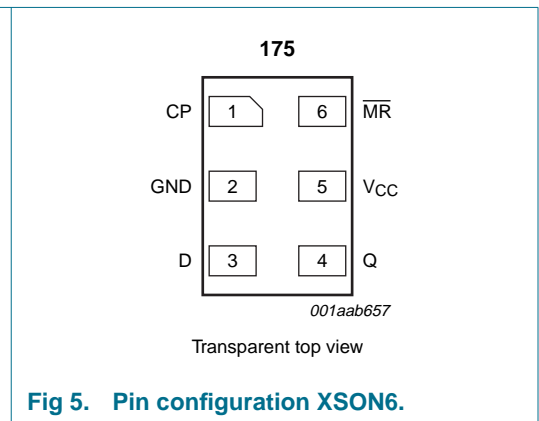 175
CP 1 6 M̅R̅
GND 2 5 VCC
D 3 4 Q
001aab657
Transparent top view
Fig 5. Pin configuration XSON6.